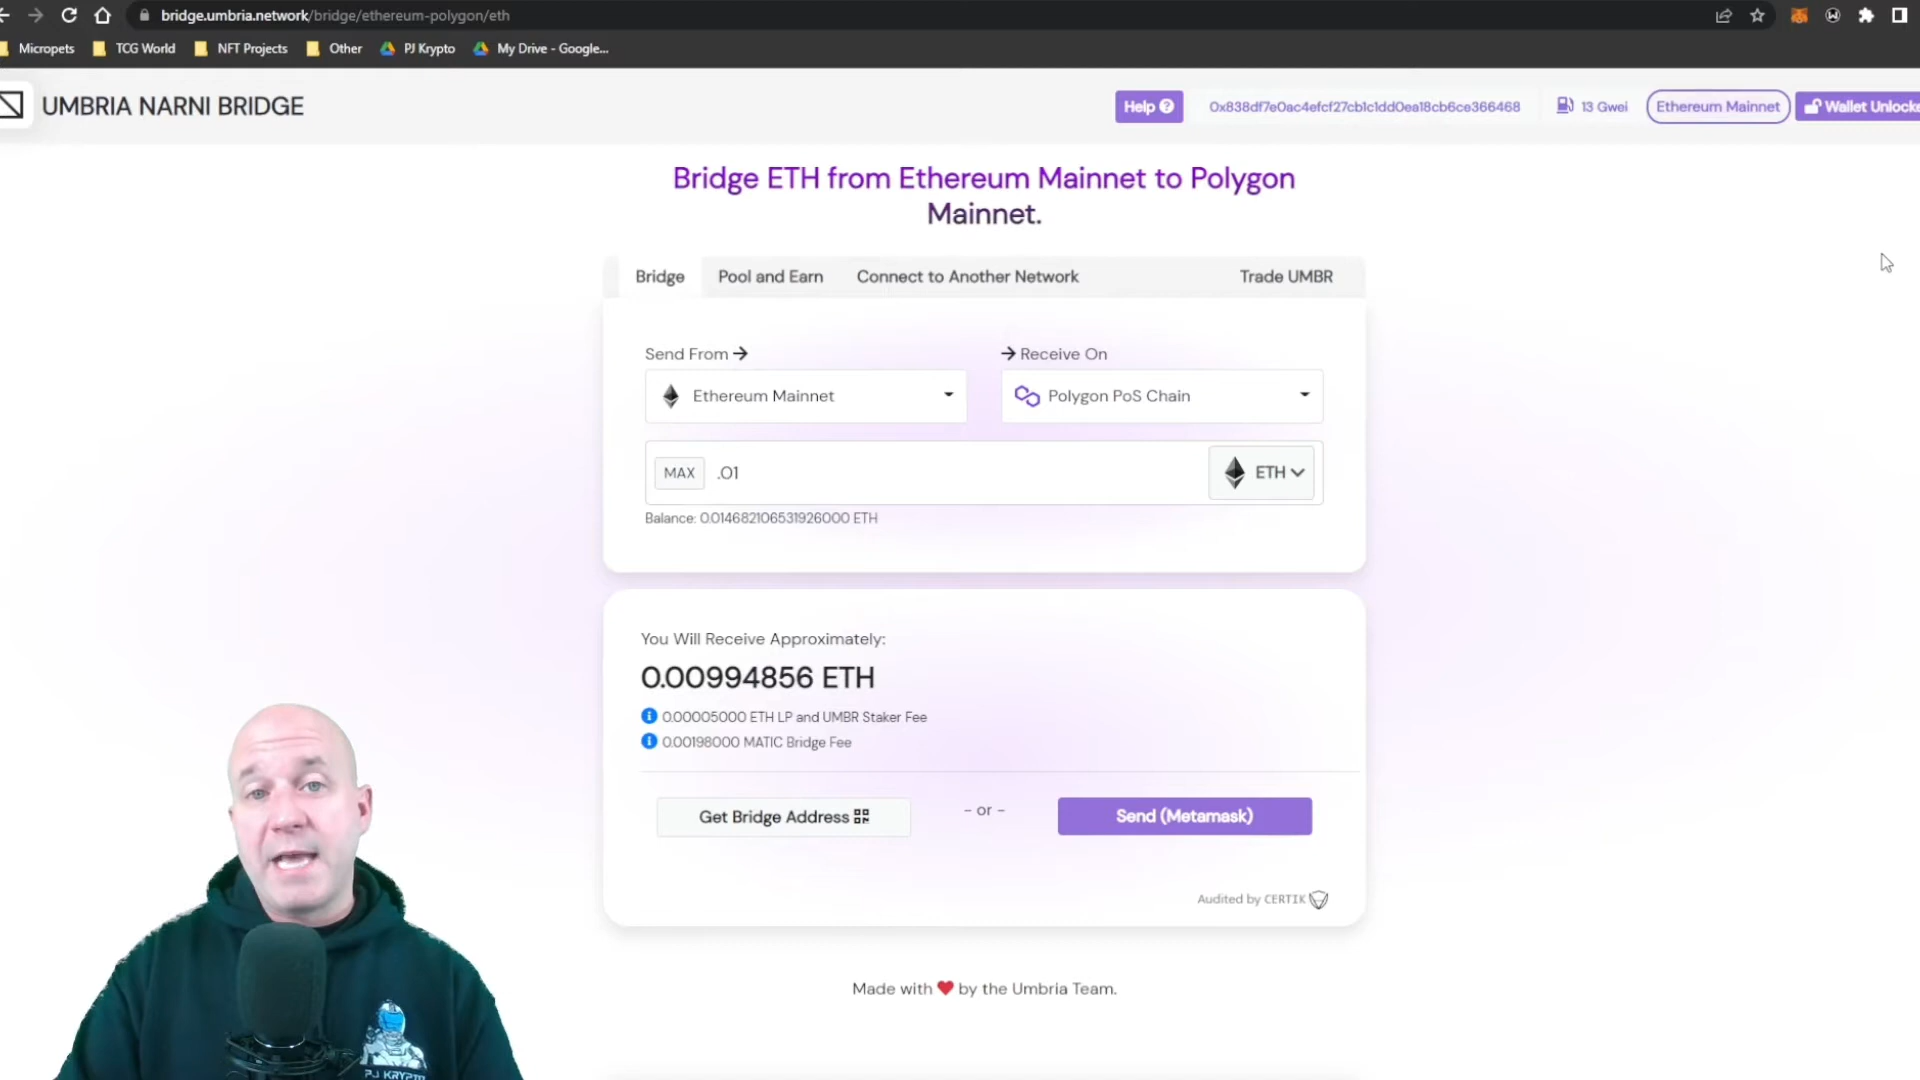 bridge.umbria.network/bridge/ethereum-polygon/eth
Micropets TCG World NFT Projects Other PJ Krypto My Drive - Google...
UMBRIA NARNI BRIDGE
Help ?
0x838df7e0ac4efcf27cb1c1dd0ea18cb6ce366468
13 Gwei
Ethereum Mainnet
Wallet Unlocke
Bridge ETH from Ethereum Mainnet to Polygon
Mainnet.
Bridge Pool and Earn Connect to Another Network Trade UMBR
Send From → → Receive On
Ethereum Mainnet Polygon PoS Chain
MAX .01 ETH
Balance: 0.014682106531926000 ETH
You Will Receive Approximately:
0.00994856 ETH
0.00005000 ETH LP and UMBR Staker Fee
0.00198000 MATIC Bridge Fee
Get Bridge Address - or - Send (Metamask)
Audited by CERTIK
Made with ❤ by the Umbria Team.
PJ KRYPTO